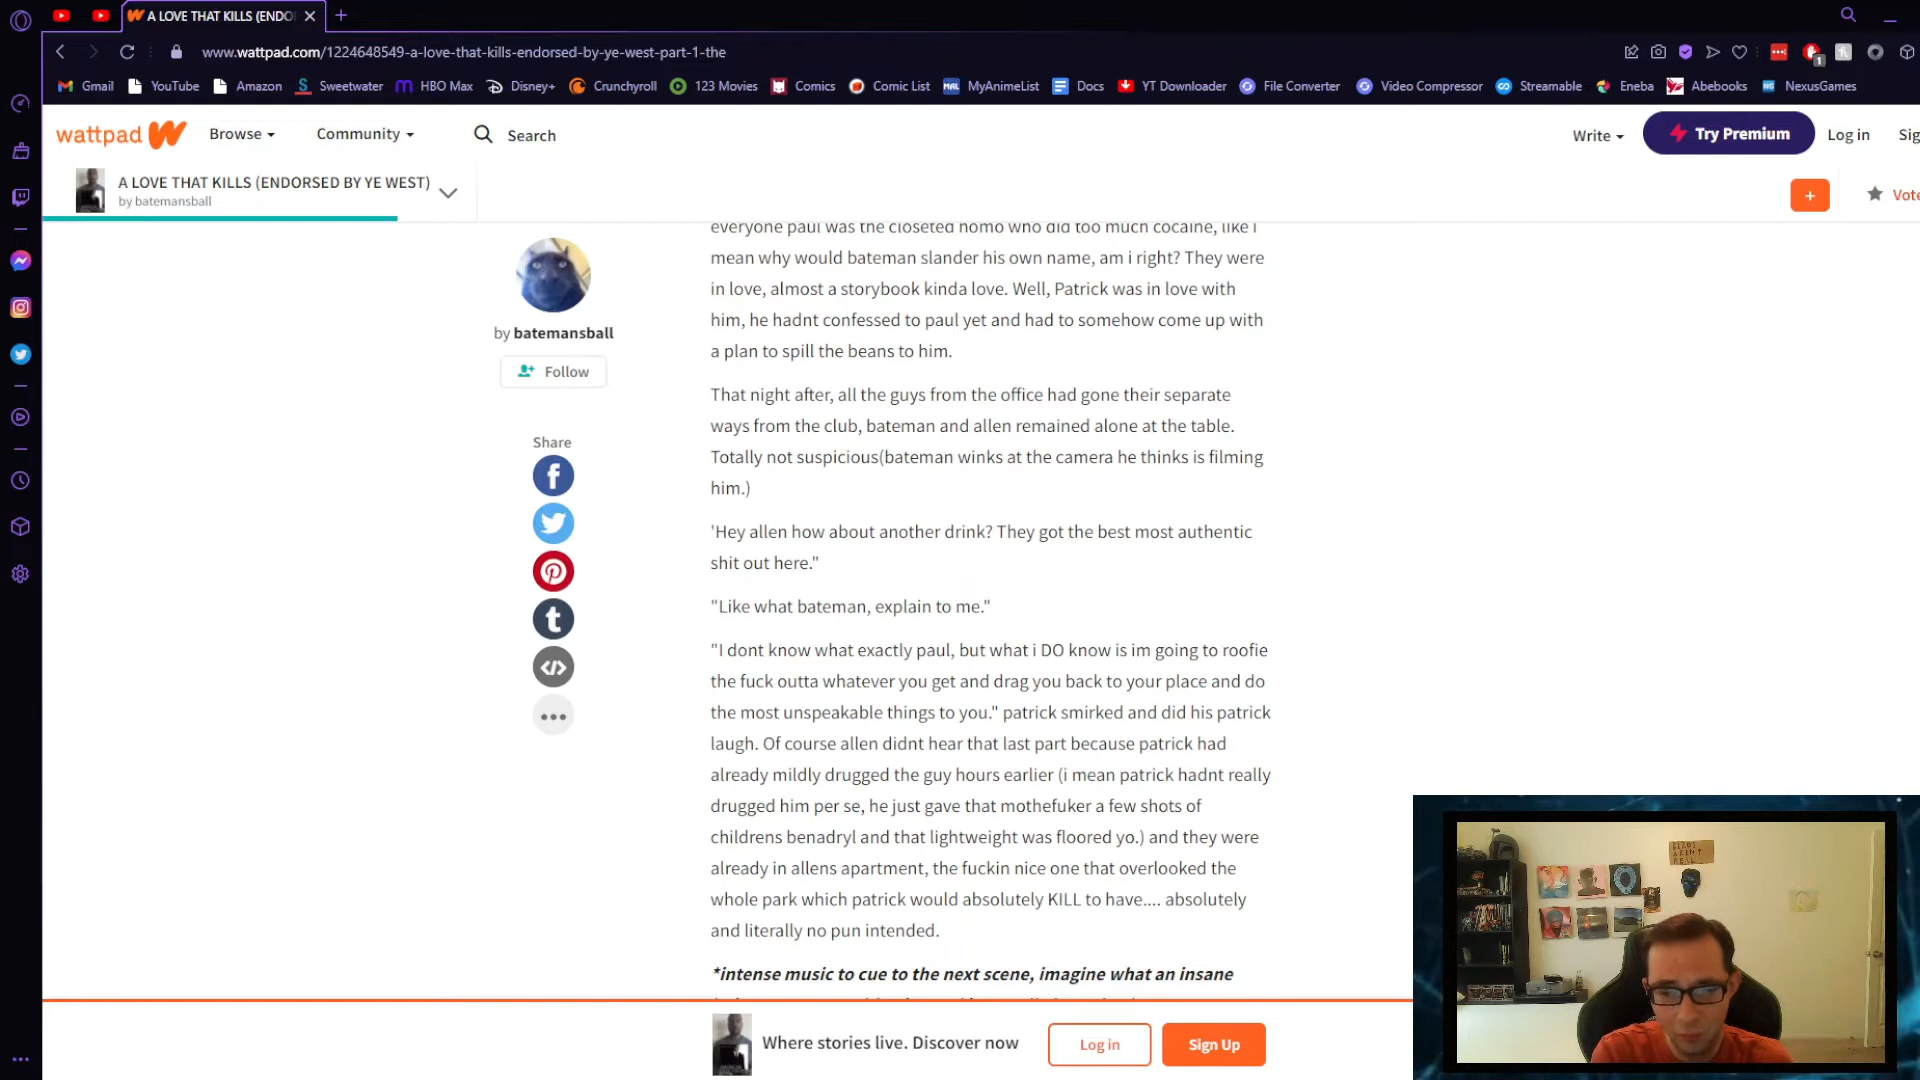 A LOVE THAT KILLS (ENDO
www.wattpad.com/1224648549-a-love-that-kills-endorsed-by-ye-west-part-1-the
1
Gmail YouTube Amazon Sweetwater HBO Max Disney+ Crunchyroll 123 Movies Comics Comic List MyAnimeList Docs YT Downloader File Converter Video Compressor Streamable Eneba Abebooks NexusGames
wattpad Browse Community Search Write Try Premium Log in Sig
A LOVE THAT KILLS (ENDORSED BY YE WEST)
by batemansball
+ Vote
everyone paul was the closeted homo who did too much cocaine, like i
mean why would bateman slander his own name, am i right? They were
in love, almost a storybook kinda love. Well, Patrick was in love with
him, he hadnt confessed to paul yet and had to somehow come up with
a plan to spill the beans to him.
by batemansball
Follow
Share
That night after, all the guys from the office had gone their separate
ways from the club, bateman and allen remained alone at the table.
Totally not suspicious(bateman winks at the camera he thinks is filming
him.)
'Hey allen how about another drink? They got the best most authentic
shit out here."
"Like what bateman, explain to me."
"I dont know what exactly paul, but what i DO know is im going to roofie
the fuck outta whatever you get and drag you back to your place and do
the most unspeakable things to you." patrick smirked and did his patrick
laugh. Of course allen didnt hear that last part because patrick had
already mildly drugged the guy hours earlier (i mean patrick hadnt really
drugged him per se, he just gave that mothefuker a few shots of
childrens benadryl and that lightweight was floored yo.) and they were
already in allens apartment, the fuckin nice one that overlooked the
whole park which patrick would absolutely KILL to have.... absolutely
and literally no pun intended.
*intense music to cue to the next scene, imagine what an insane
Where stories live. Discover now
Log in
Sign Up
BIRDS
AREN'T
REAL